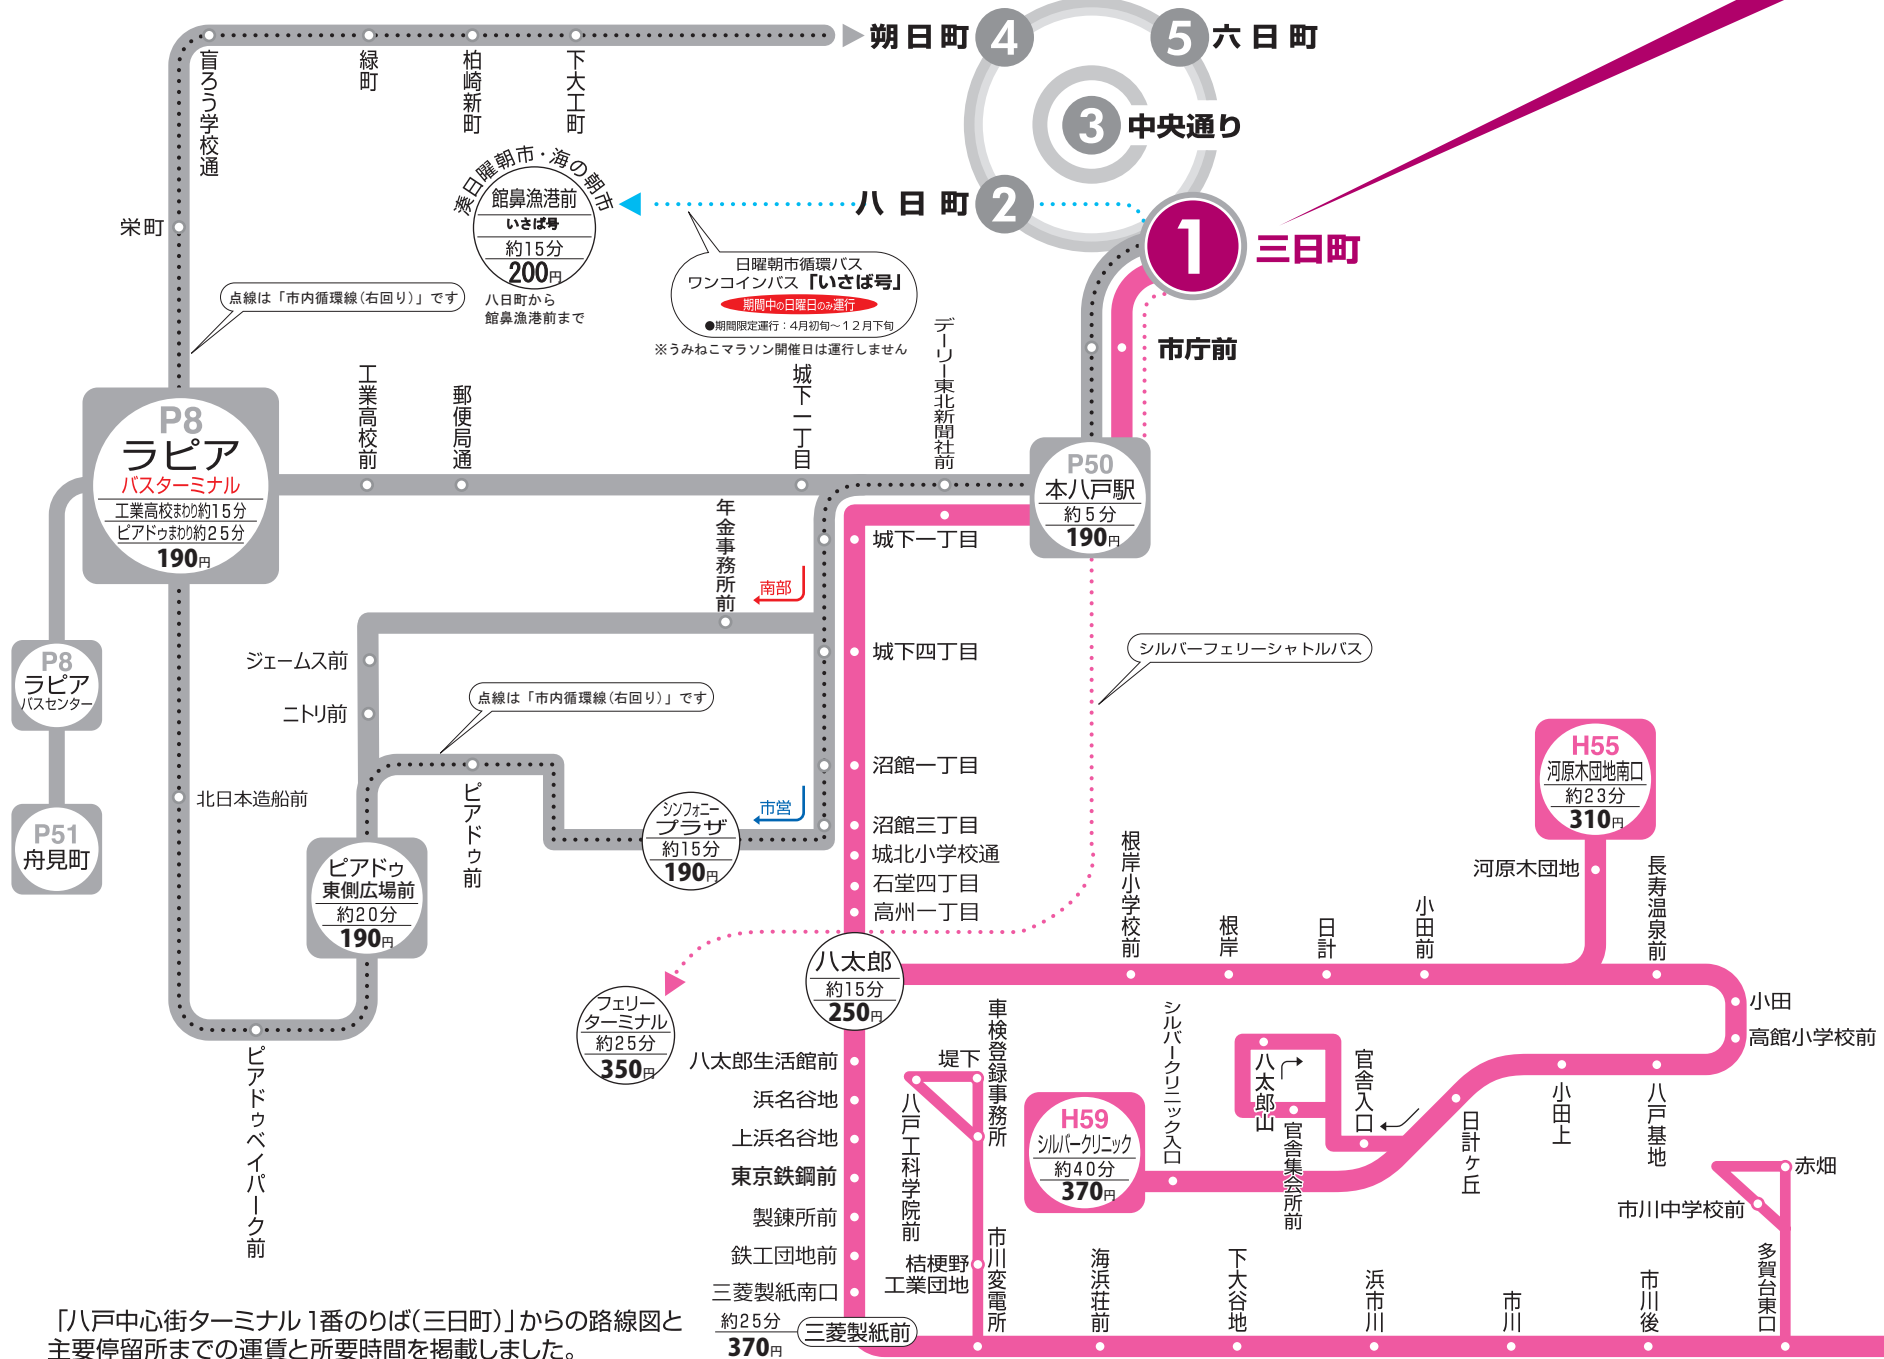 朔日町
4
5
六日町
3
中央通り
八日町
2
1
三日町
盲ろう学校通
緑町
柏崎新町
下大工町
湊日曜朝市・海の朝市
館鼻漁港前
いさば号
約15分
200円
八日町から
館鼻漁港前まで
日曜朝市循環バス
ワンコインバス「いさば号」
期間中の日曜日のみ運行
●期間限定運行：4月初旬〜12月下旬
※うみねこマラソン開催日は運行しません
栄町
点線は「市内循環線(右回り)」です
市庁前
P8
ラピア
バスターミナル
工業高校まわり約15分
ピアドゥまわり約25分
190円
工業高校前
郵便局通
城下一丁目
デーリー東北新聞社前
P50
本八戸駅
約5分
190円
年金事務所前
南部
城下一丁目
城下四丁目
シルバーフェリーシャトルバス
P8
ラピア
バスセンター
P51
舟見町
ジェームス前
ニトリ前
点線は「市内循環線(右回り)」です
北日本造船前
ピアドゥ前
ピアドゥ
東側広場前
約20分
190円
シンフォニー
プラザ
約15分
190円
市営
沼館一丁目
沼館三丁目
城北小学校通
石堂四丁目
高州一丁目
ピアドゥベイパーク前
フェリー
ターミナル
約25分
350円
八太郎
約15分
250円
根岸小学校前
根岸
日計
小田前
H55
河原木団地南口
約23分
310円
河原木団地
長寿温泉前
小田
高館小学校前
八戸基地
小田上
日計ヶ丘
官舎入口
八太郎山
官舎集会所前
シルバークリニック入口
H59
シルバークリニック
約40分
370円
八太郎生活館前
浜名谷地
上浜名谷地
東京鉄鋼前
製錬所前
鉄工団地前
三菱製紙南口
約25分
370円
三菱製紙前
堤下
車検登録事務所
八戸工科学院前
桔梗野
工業団地
市川変電所
海浜荘前
下大谷地
浜市川
市川
市川後
多賀台東口
市川中学校前
赤畑
「八戸中心街ターミナル1番のりば(三日町)」からの路線図と
主要停留所までの運賃と所要時間を掲載しました。